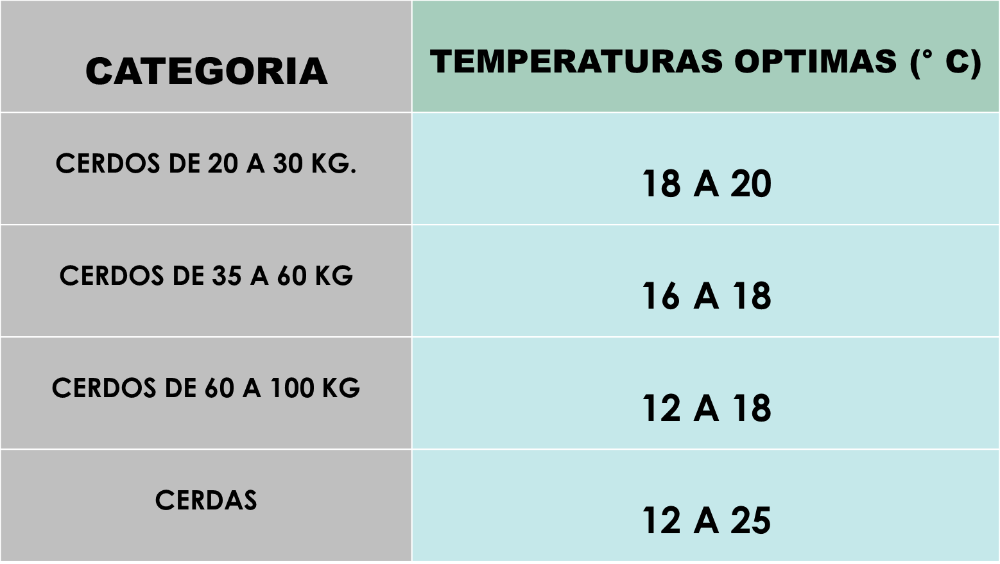 CATEGORIA
TEMPERATURAS OPTIMAS (° C)
CERDOS DE 20 A 30 KG.
18 A 20
CERDOS DE 35 A 60 KG
16 A 18
CERDOS DE 60 A 100 KG
12 A 18
CERDAS
12 A 25